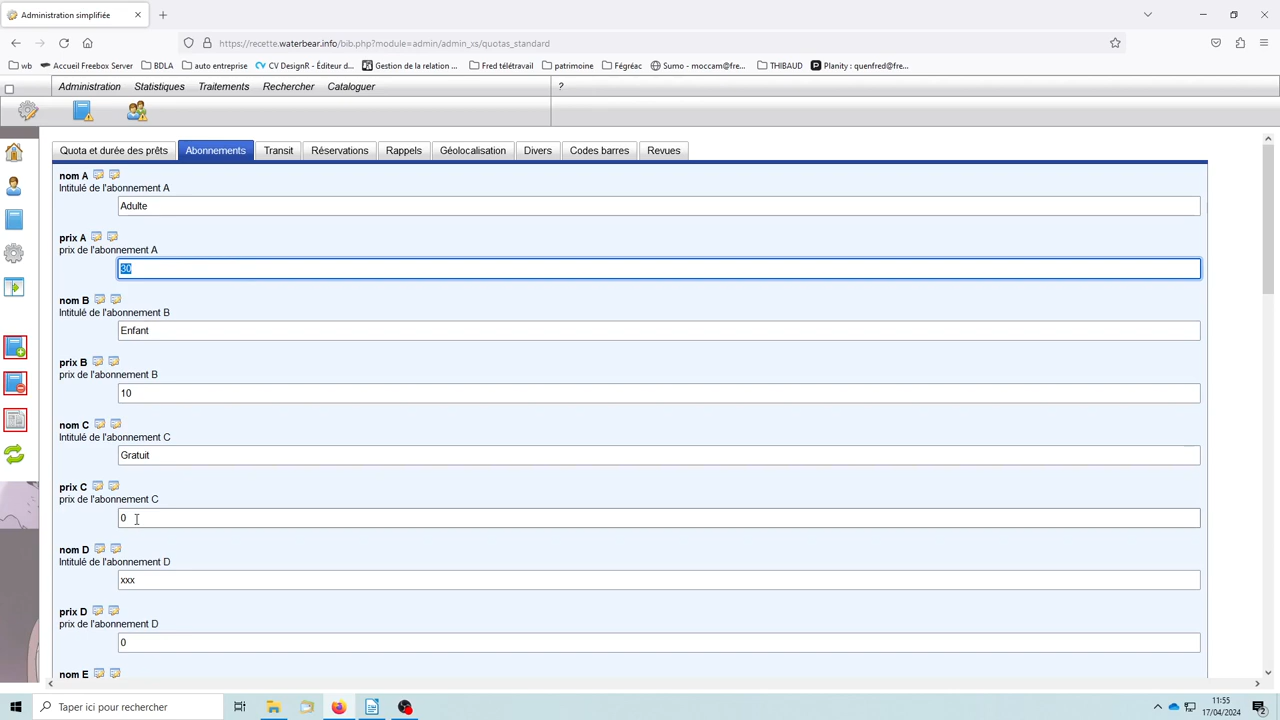 Administration simplifiée
https://recette.waterbear.info/bib.php?module=admin/admin_xs/quotas_standard
wb
Accueil Freebox Server
BDLA
auto entreprise
CV DesignR - Éditeur d...
Gestion de la relation ...
Fred télétravail
patrimoine
Fégréac
Sumo - moccam@fre...
THIBAUD
Planity : quenfred@fre...
Administration
Statistiques
Traitements
Rechercher
Cataloguer
?
Quota et durée des prêts
Abonnements
Transit
Réservations
Rappels
Géolocalisation
Divers
Codes barres
Revues
nom A
Intitulé de l'abonnement A
Adulte
prix A
prix de l'abonnement A
30
nom B
Intitulé de l'abonnement B
Enfant
prix B
prix de l'abonnement B
10
nom C
Intitulé de l'abonnement C
Gratuit
prix C
prix de l'abonnement C
0
nom D
Intitulé de l'abonnement D
xxx
prix D
prix de l'abonnement D
0
nom E
Taper ici pour rechercher
11:55
17/04/2024
2